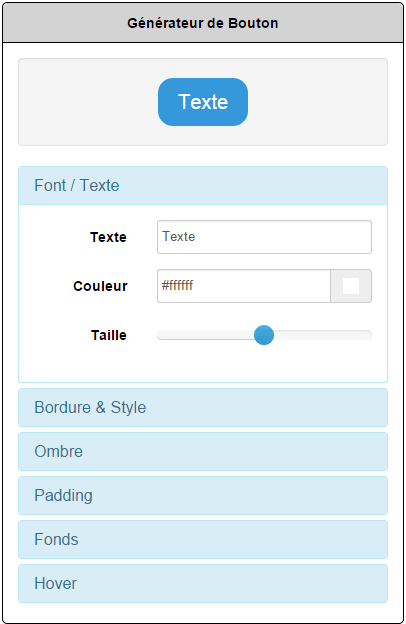 Générateur de Bouton
Texte
Font / Texte
Texte Texte
Couleur #ffffff
Taille
Bordure & Style
Ombre
Padding
Fonds
Hover